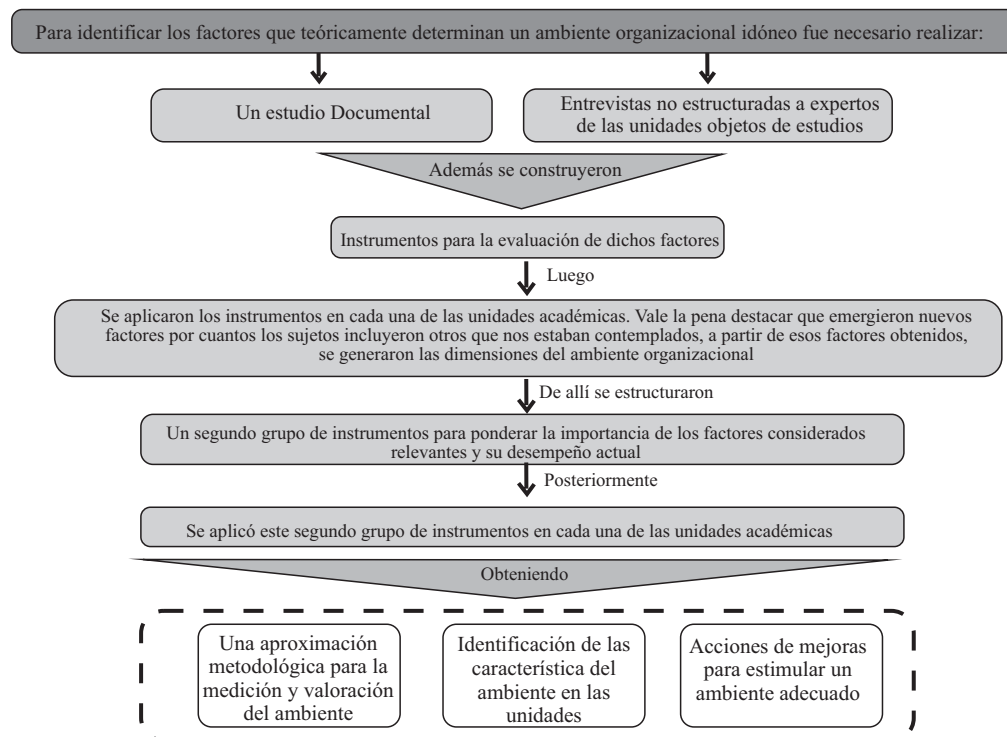 Para identificar los factores que teóricamente determinan un ambiente organizacional idóneo fue necesario realizar:
Un estudio Documental
Entrevistas no estructuradas a expertos
de las unidades objetos de estudios
Además se construyeron
Instrumentos para la evaluación de dichos factores
Luego
Se aplicaron los instrumentos en cada una de las unidades académicas. Vale la pena destacar que emergieron nuevos
factores por cuantos los sujetos incluyeron otros que nos estaban contemplados, a partir de esos factores obtenidos,
se generaron las dimensiones del ambiente organizacional
De allí se estructuraron
Un segundo grupo de instrumentos para ponderar la importancia de los factores considerados
relevantes y su desempeño actual
Posteriormente
Se aplicó este segundo grupo de instrumentos en cada una de las unidades académicas
Obteniendo
Una aproximación
metodológica para la
medición y valoración
del ambiente
Identificación de las
característica del
ambiente en las
unidades
Acciones de mejoras
para estimular un
ambiente adecuado